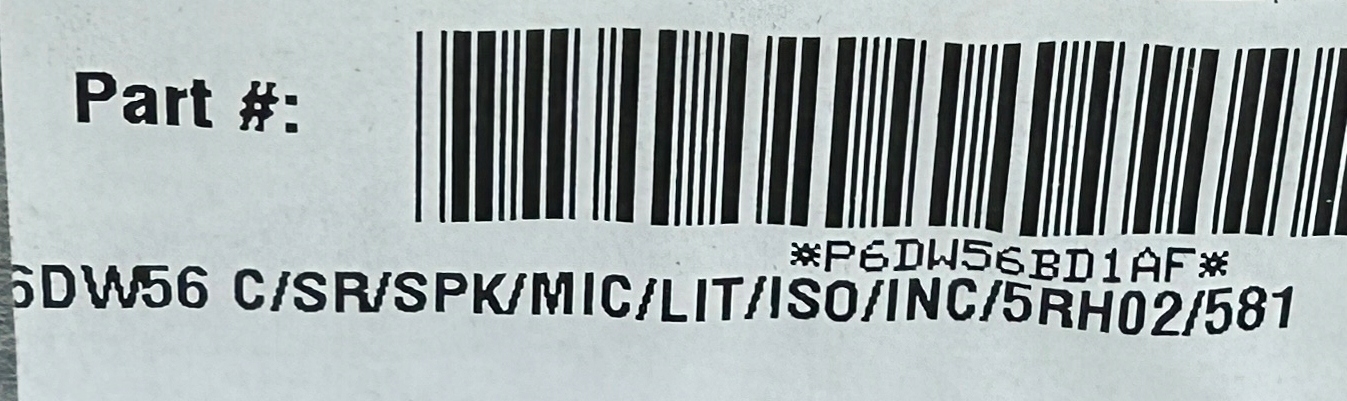 Part #:
*P6DW56BD1AF*
6DW56 C/SR/SPK/MIC/LIT/ISO/INC/5RH02/581